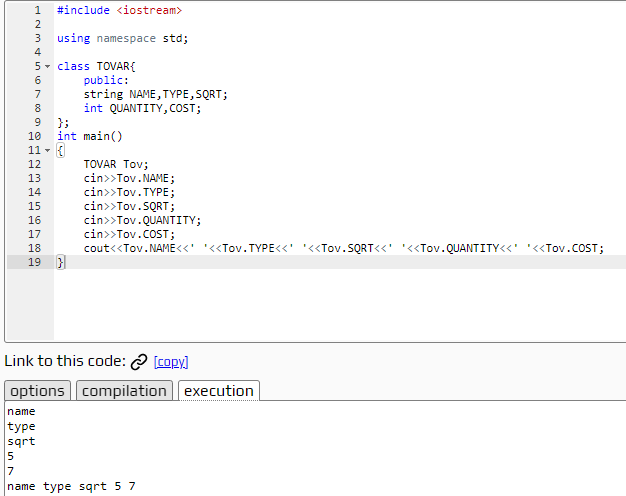 1 #include <iostream>
2
3 using namespace std;
4
5 class TOVAR{
6     public:
7     string NAME,TYPE,SQRT;
8     int QUANTITY,COST;
9 };
10 int main()
11 {
12     TOVAR Tov;
13     cin>>Tov.NAME;
14     cin>>Tov.TYPE;
15     cin>>Tov.SQRT;
16     cin>>Tov.QUANTITY;
17     cin>>Tov.COST;
18     cout<<Tov.NAME<<' '<<Tov.TYPE<<' '<<Tov.SQRT<<' '<<Tov.QUANTITY<<' '<<Tov.COST;
19 }
Link to this code: [copy]
options compilation execution
name
type
sqrt
5
7
name type sqrt 5 7